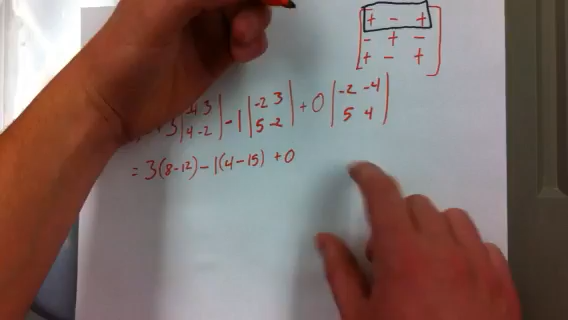 + - +
- + -
+ - +
3 |-4 3| - 1 |-2 3| + 0 |-2 -4|
|4 -2| |5 -2| |5 4|
= 3(8-12) - 1(4-15) + 0